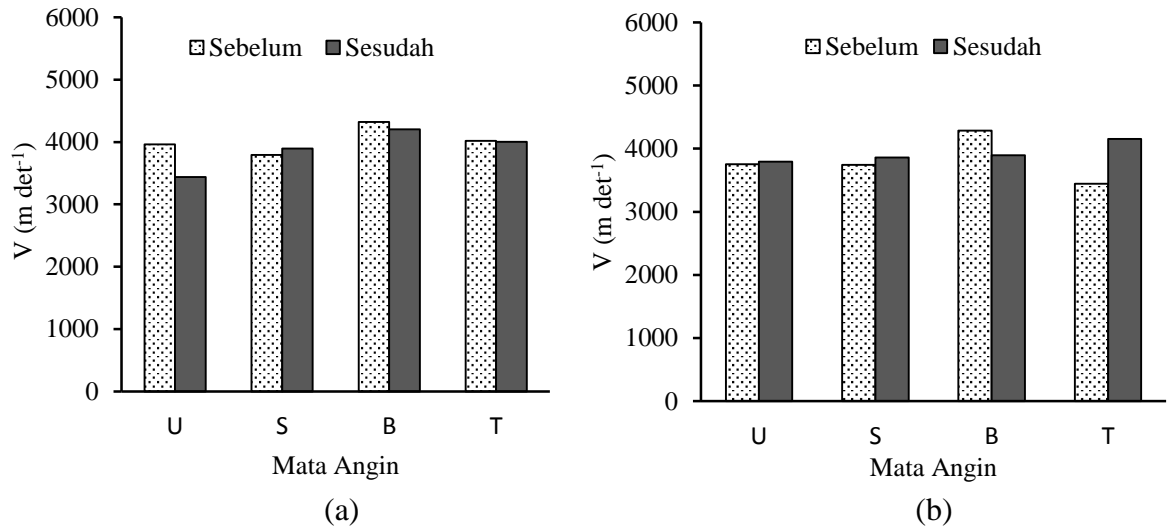 6000
5000
4000
3000
2000
1000
0
V (m det-1)
Sebelum Sesudah
U S B T
Mata Angin
(a)
6000
5000
4000
3000
2000
1000
0
V (m det-1)
Sebelum Sesudah
U S B T
Mata Angin
(b)